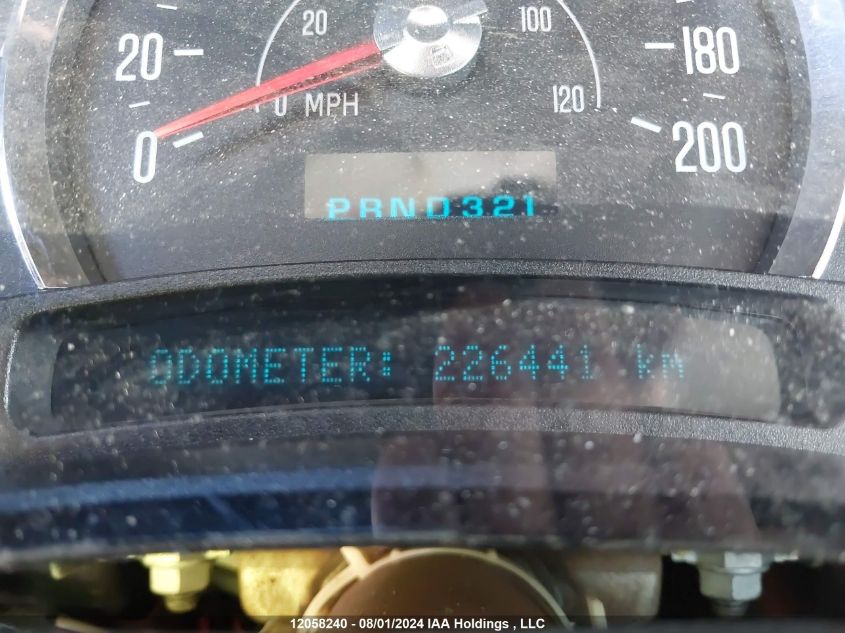 20 100
20 180
0 MPH 120
0 200
PRND321
ODOMETER: 226441 km
12058240 - 08/01/2024 IAA Holdings , LLC